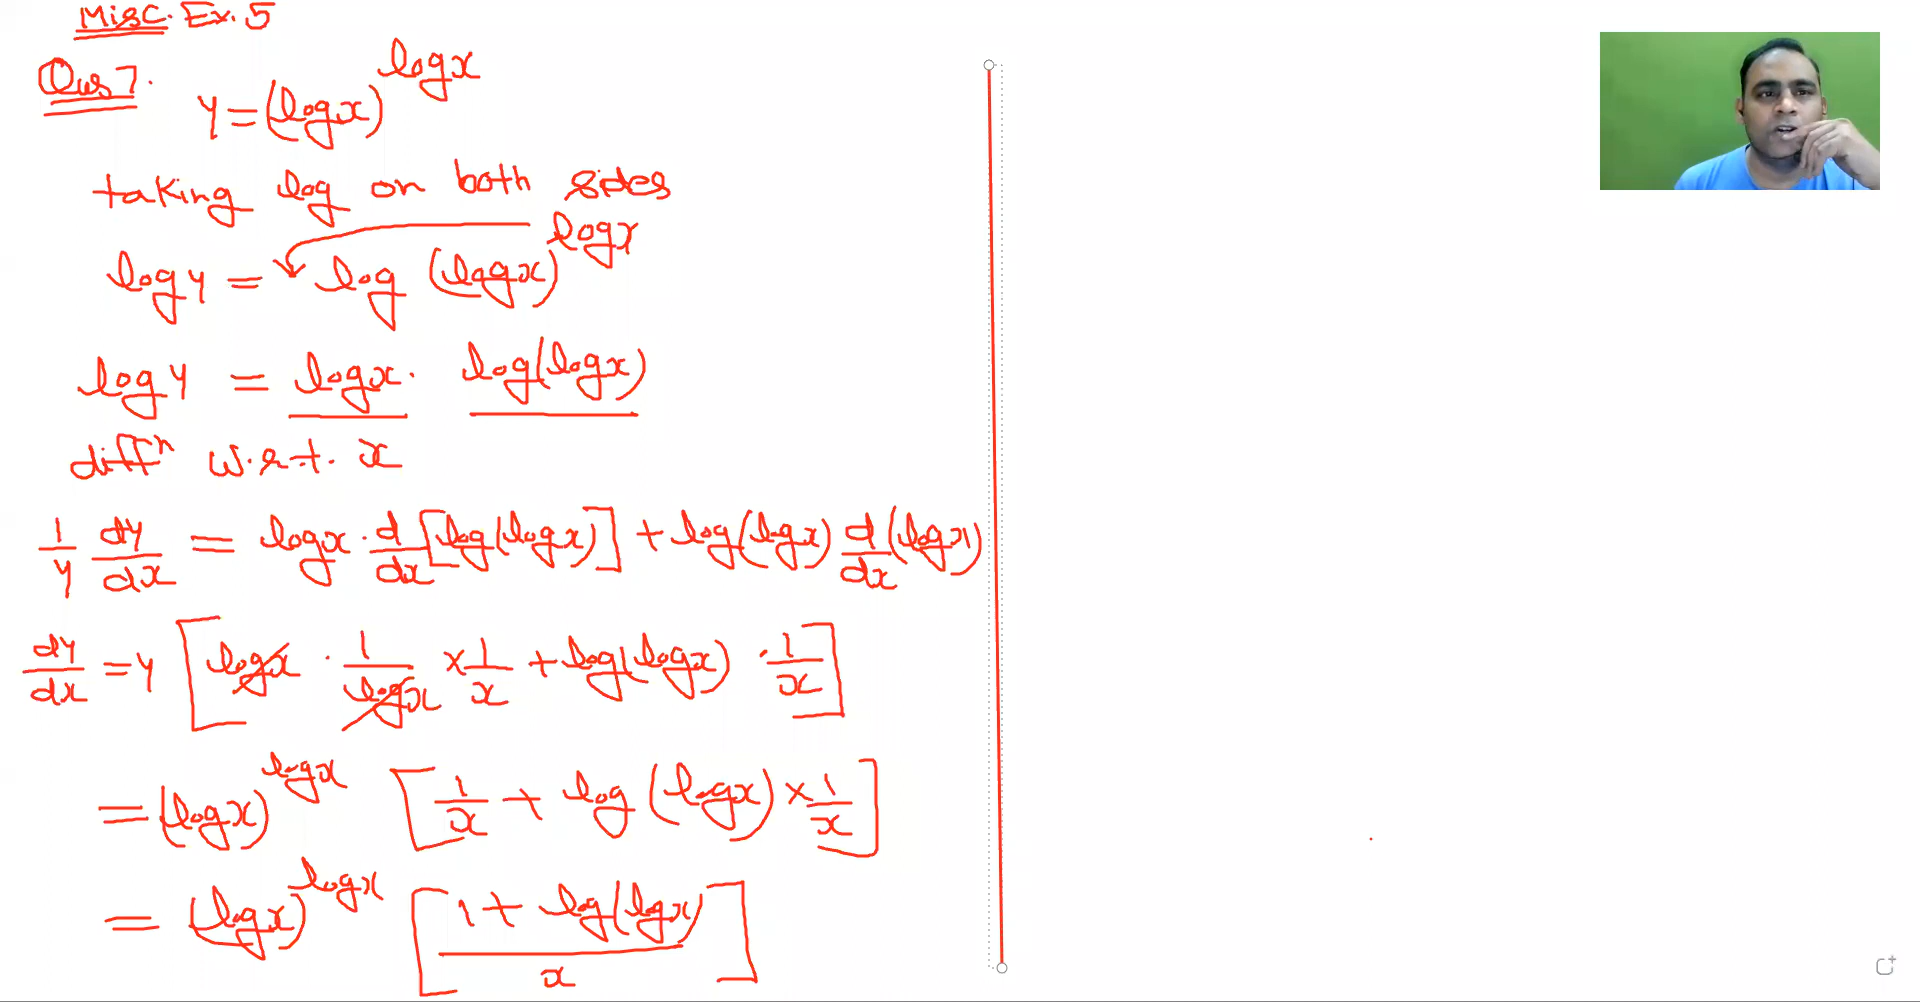 Misc. Ex. 5
Ques 7.
y = (log x)^{log x}
taking log on both sides
log y = log (log x)^{log x}
log y = log x · log(log x)
diffⁿ w.r.t. x
1/y dy/dx = log x · d/dx [log(log x)] + log(log x) d/dx (log x)
dy/dx = y [log x · 1/log x × 1/x + log(log x) · 1/x]
= (log x)^{log x} [1/x + log (log x) × 1/x]
= (log x)^{log x} [(1 + log(log x))/x]